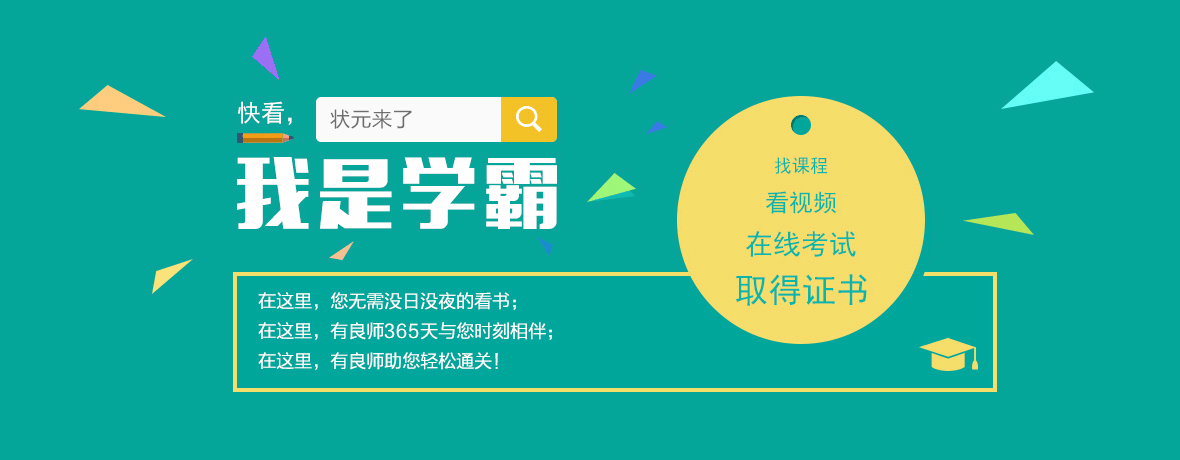 快看，
状元来了
我是学霸
找课程
看视频
在线考试
取得证书
在这里，您无需没日没夜的看书；
在这里，有良师365天与您时刻相伴；
在这里，有良师助您轻松通关！